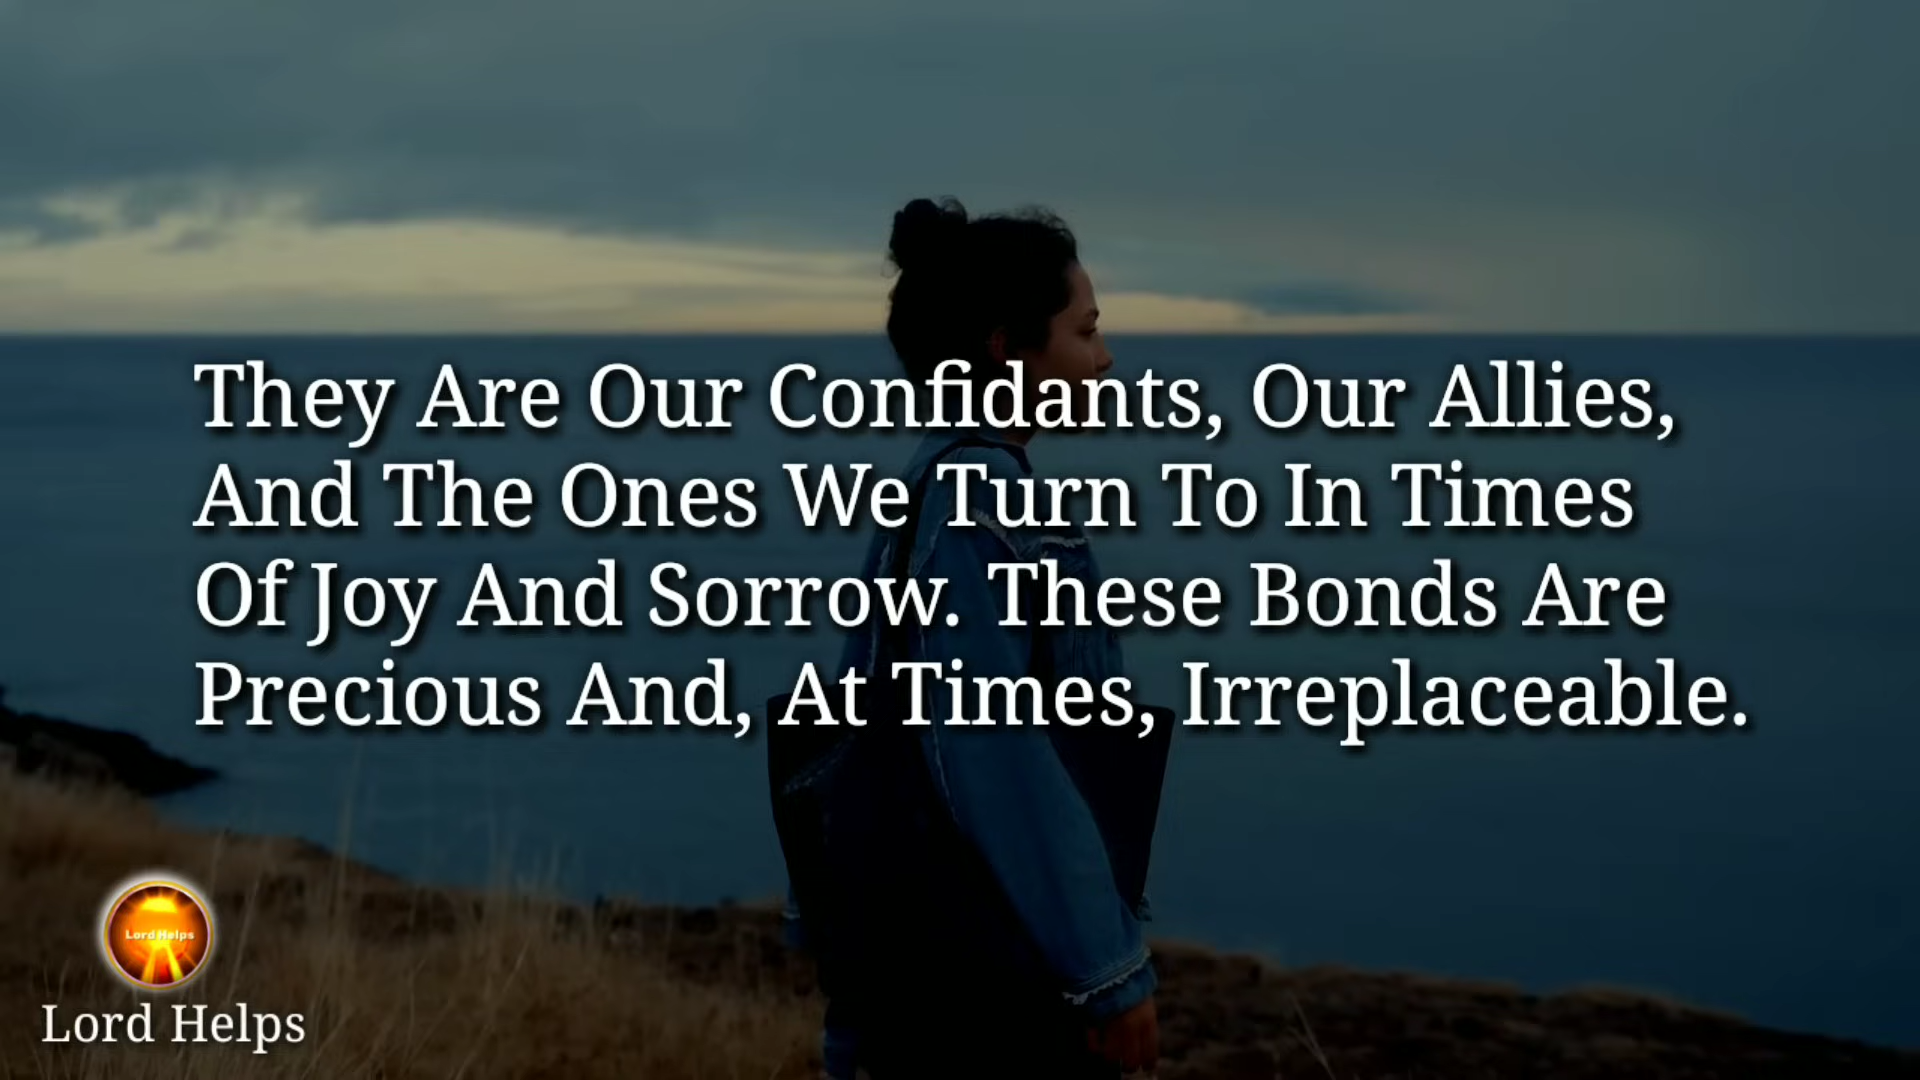 They Are Our Confidants, Our Allies,
And The Ones We Turn To In Times
Of Joy And Sorrow. These Bonds Are
Precious And, At Times, Irreplaceable.
Lord Helps
Lord Helps